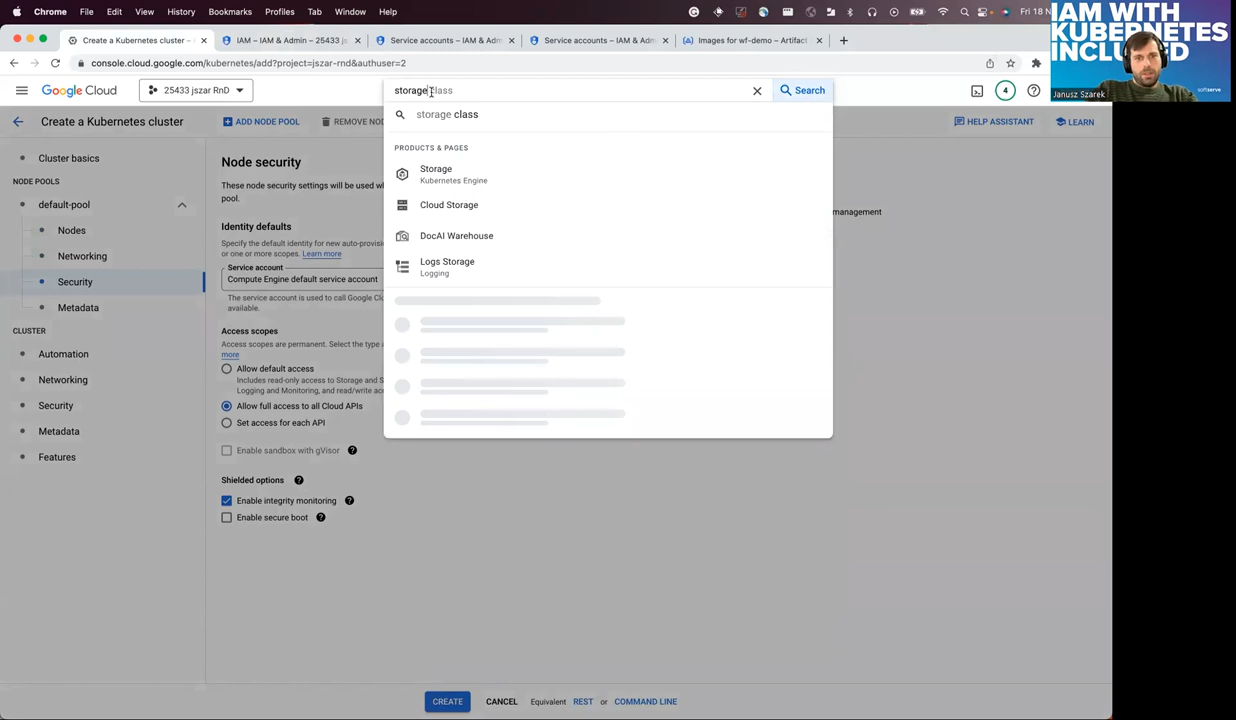 Chrome File Edit View History Bookmarks Profiles Tab Window Help
Fri 18 N
Create a Kubernetes cluster –
IAM – IAM & Admin – 25433 js
Service accounts – IAM & Adm
Service accounts – IAM & Adm
Images for wf-demo – Artifact
console.cloud.google.com/kubernetes/add?project=jszar-rnd&authuser=2
IAM WITH
KUBERNETES
INCLUDED
Janusz Szarek
softserve
Google Cloud
25433 jszar RnD
storage class
Search
4
Create a Kubernetes cluster
ADD NODE POOL
REMOVE NOD
HELP ASSISTANT
LEARN
storage class
PRODUCTS & PAGES
Storage
Kubernetes Engine
Cloud Storage
DocAI Warehouse
Logs Storage
Logging
Cluster basics
NODE POOLS
default-pool
Nodes
Networking
Security
Metadata
CLUSTER
Automation
Networking
Security
Metadata
Features
Node security
These node security settings will be used w
pool.
management
Identity defaults
Specify the default identity for new auto-provisi
or one or more scopes. Learn more
Service account
Compute Engine default service account
The service account is used to call Google Clo
available.
Access scopes
Access scopes are permanent. Select the type a
more
Allow default access
Includes read-only access to Storage and S
Logging and Monitoring, and read/write acc
Allow full access to all Cloud APIs
Set access for each API
Enable sandbox with gVisor
Shielded options
Enable integrity monitoring
Enable secure boot
CREATE
CANCEL
Equivalent REST or COMMAND LINE